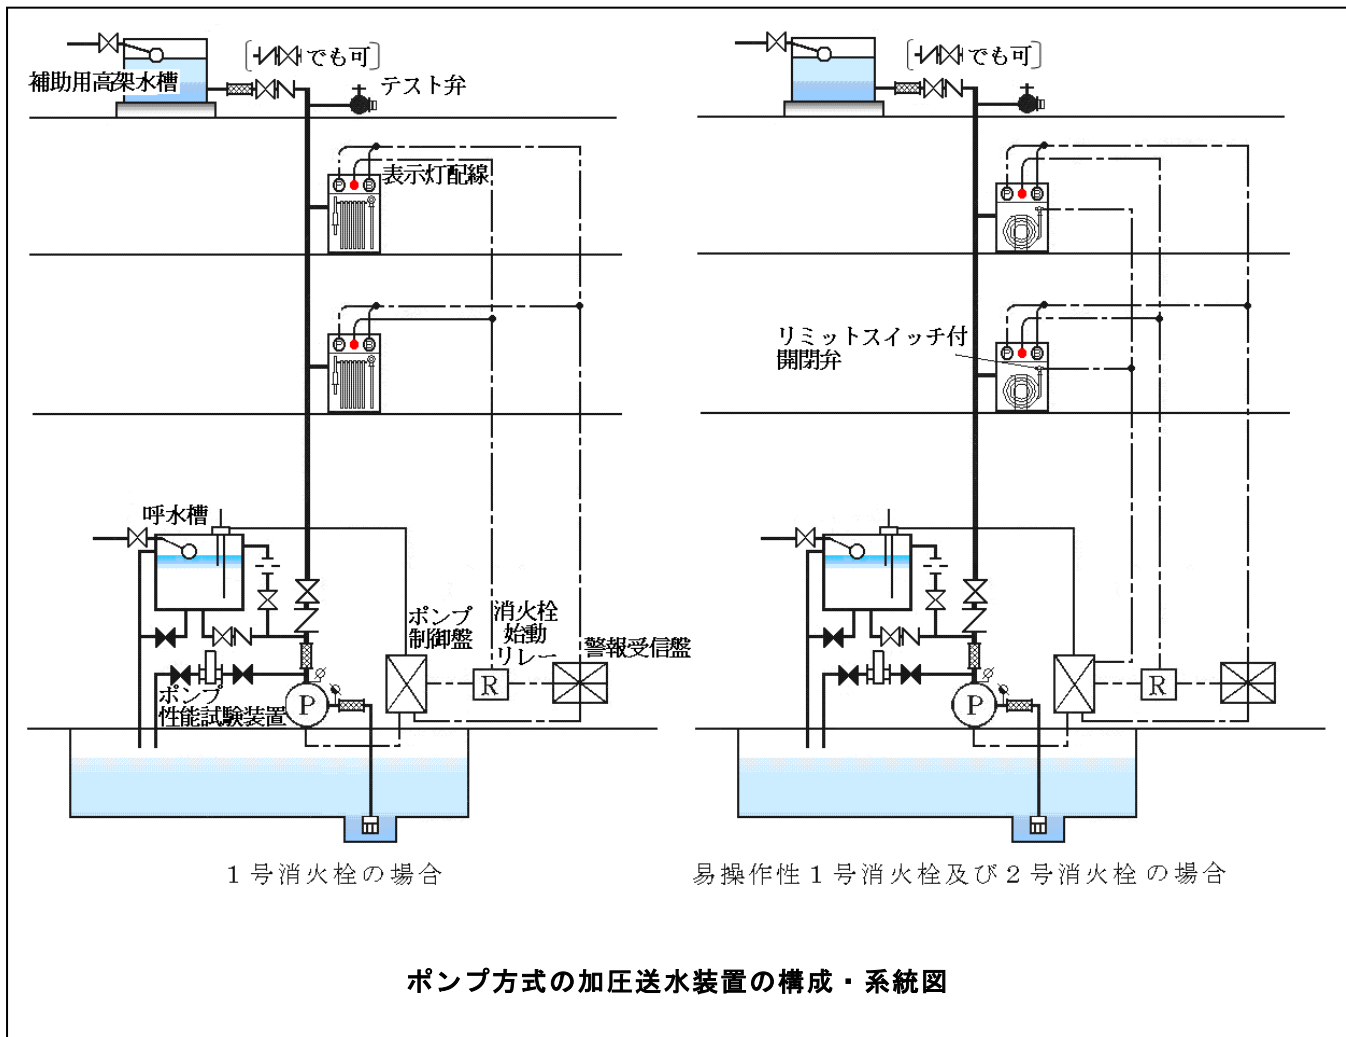 〔 でも可〕
補助用高架水槽
テスト弁
表示灯配線
P
B
P
B
呼水槽
ポンプ
制御盤
消火栓
始動
リレー
警報受信盤
R
P
ポンプ
性能試験装置
1号消火栓の場合
〔 でも可〕
P
B
リミットスイッチ付
開閉弁
P
B
R
P
易操作性1号消火栓及び2号消火栓の場合
ポンプ方式の加圧送水装置の構成・系統図